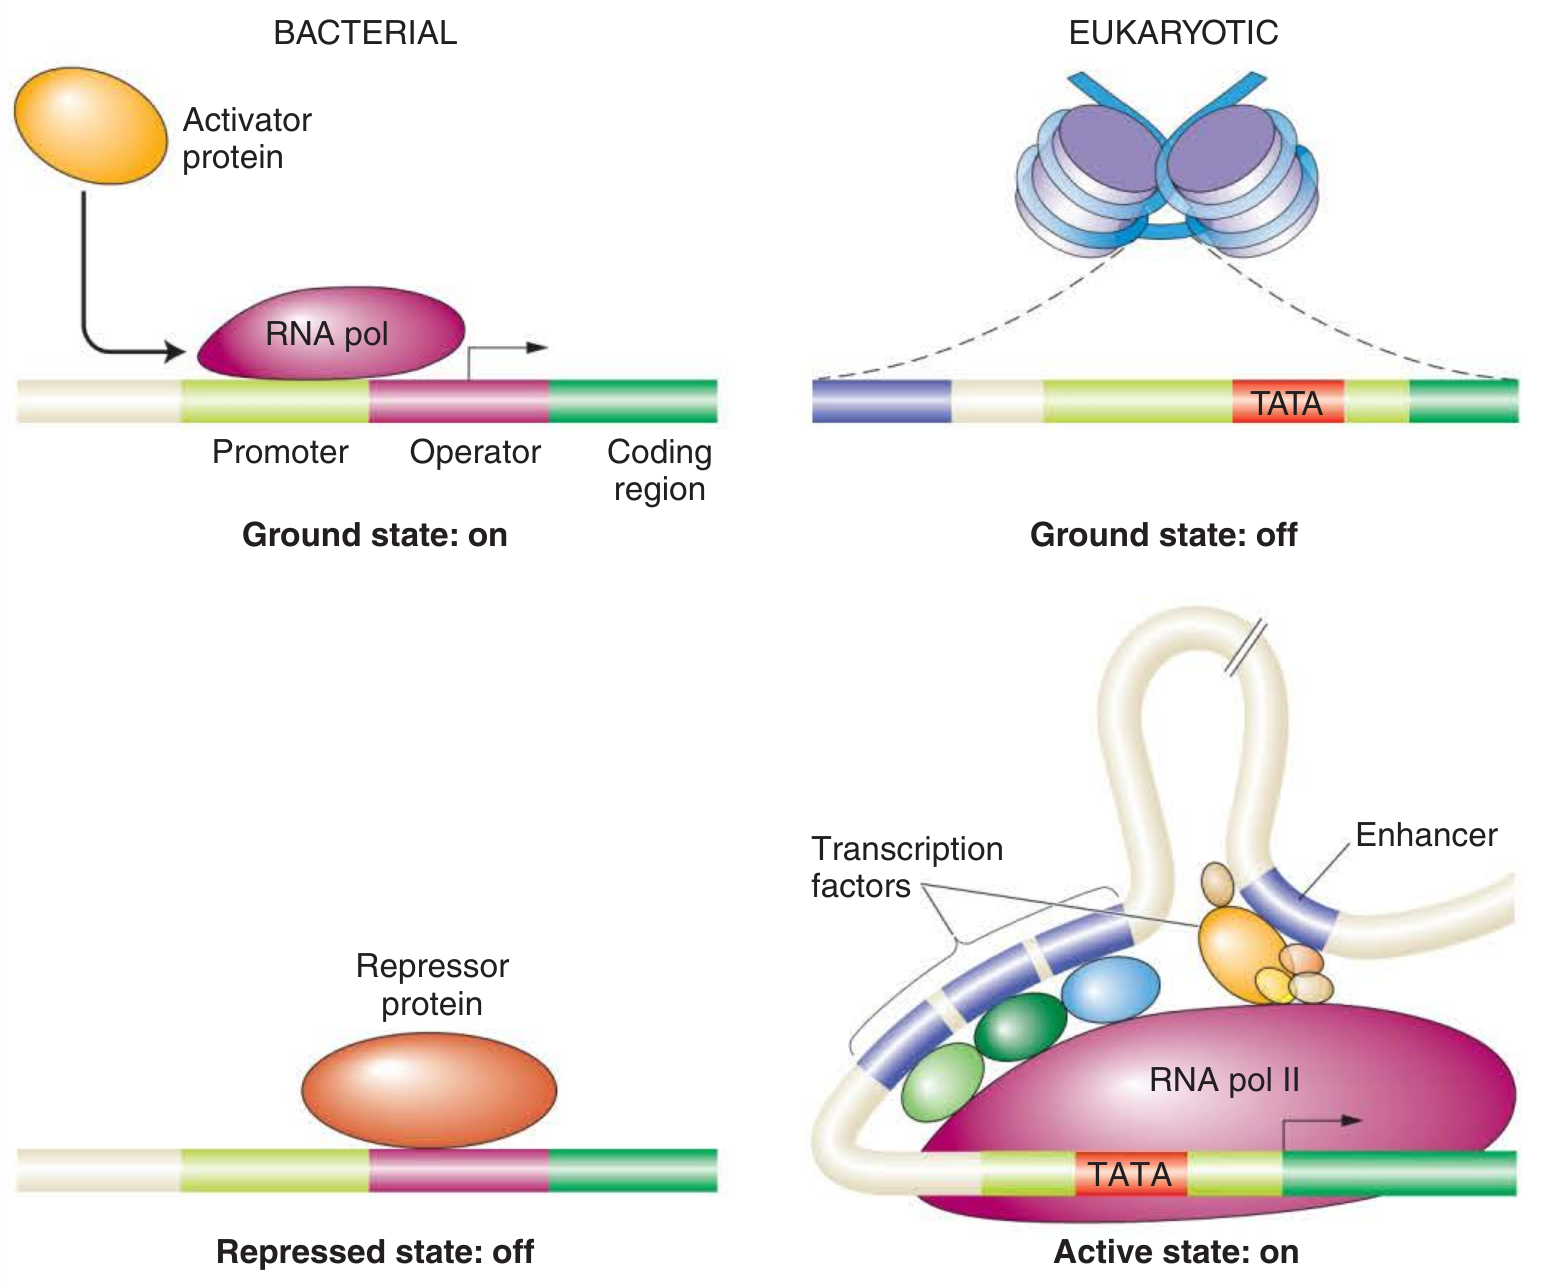 BACTERIAL
Activator
protein
RNA pol
Promoter
Operator
Coding
region
Ground state: on
EUKARYOTIC
TATA
Ground state: off
Repressor
protein
Repressed state: off
Transcription
factors
Enhancer
RNA pol II
TATA
Active state: on